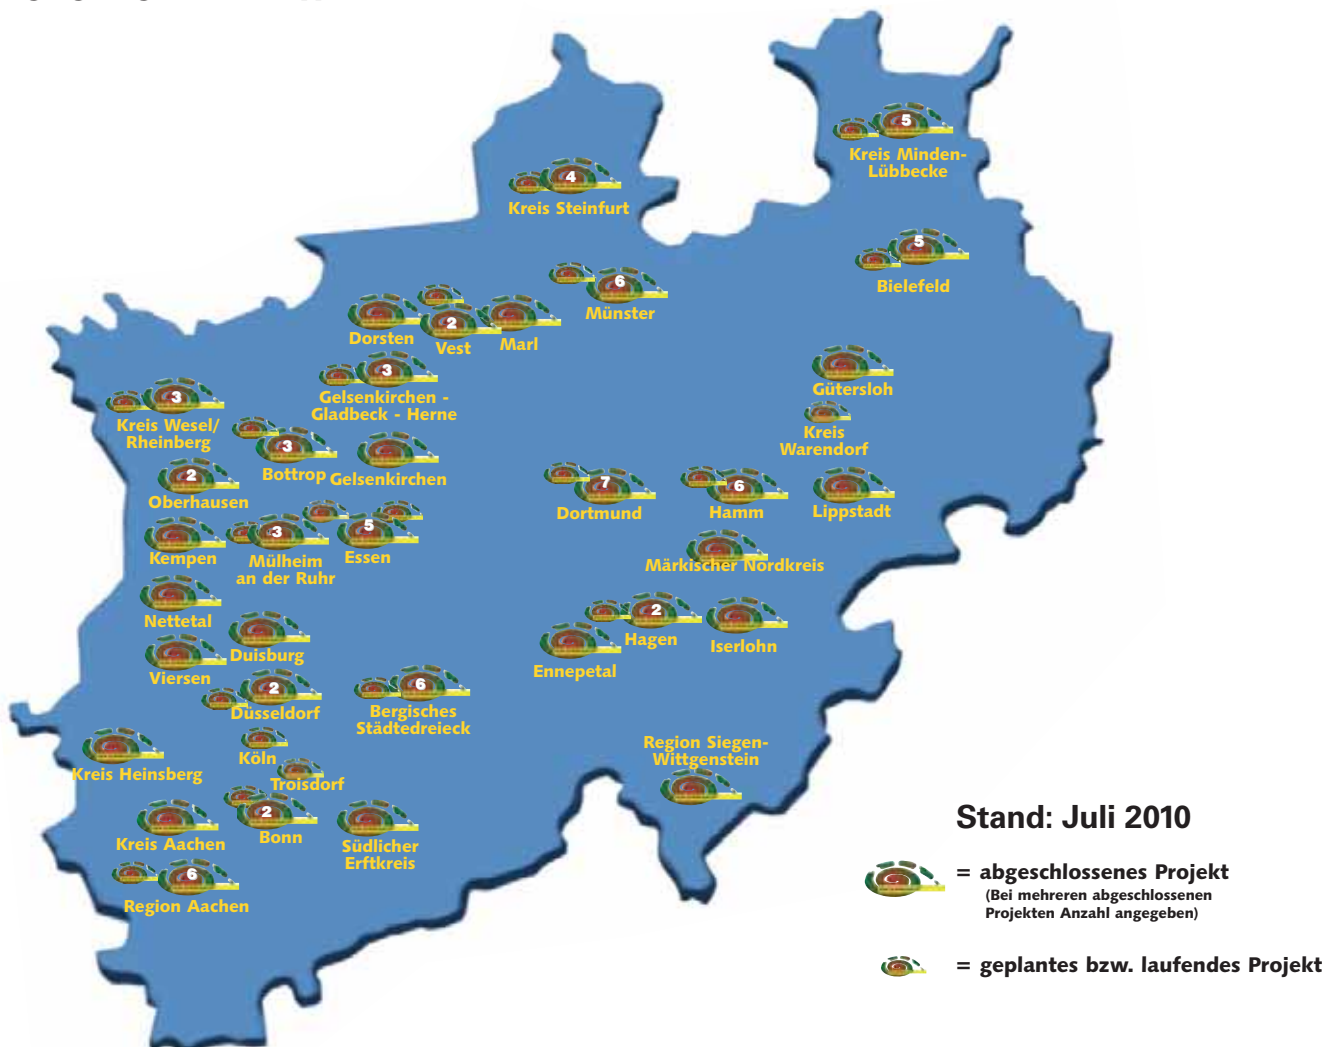 5
Kreis Minden-
Lübbecke
4
Kreis Steinfurt
5
Bielefeld
6
Münster
Dorsten
2
Vest
Marl
3
Gelsenkirchen -
Gladbeck - Herne
Gütersloh
3
Kreis Wesel/
Rheinberg
Kreis
Warendorf
3
Bottrop
Gelsenkirchen
2
Oberhausen
7
Dortmund
6
Hamm
Lippstadt
Kempen
3
Mülheim
an der Ruhr
5
Essen
Märkischer Nordkreis
Nettetal
Duisburg
2
Hagen
Iserlohn
Viersen
Ennepetal
2
Düsseldorf
6
Bergisches
Städtedreieck
Köln
Region Siegen-
Wittgenstein
Kreis Heinsberg
Troisdorf
Kreis Aachen
2
Bonn
Südlicher
Erftkreis
6
Region Aachen
Stand: Juli 2010
= abgeschlossenes Projekt
(Bei mehreren abgeschlossenen
Projekten Anzahl angegeben)
= geplantes bzw. laufendes Projekt